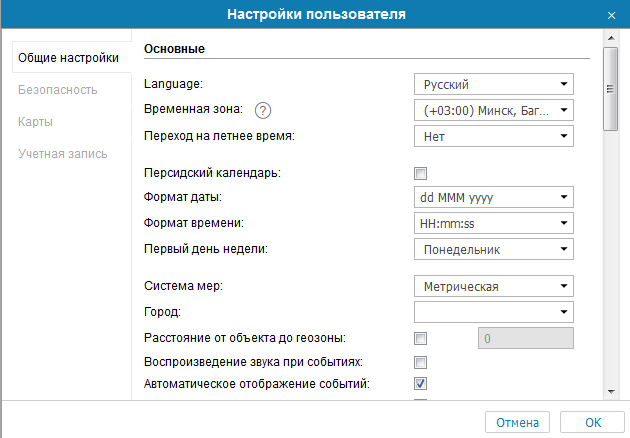 Настройки пользователя
Общие настройки
Безопасность
Карты
Учетная запись
Основные
Language: Русский
Временная зона: ? (+03:00) Минск, Баг...
Переход на летнее время: Нет
Персидский календарь:
Формат даты: dd MMM yyyy
Формат времени: HH:mm:ss
Первый день недели: Понедельник
Система мер: Метрическая
Город:
Расстояние от объекта до геозоны: 0
Воспроизведение звука при событиях:
Автоматическое отображение событий:
Отмена OK